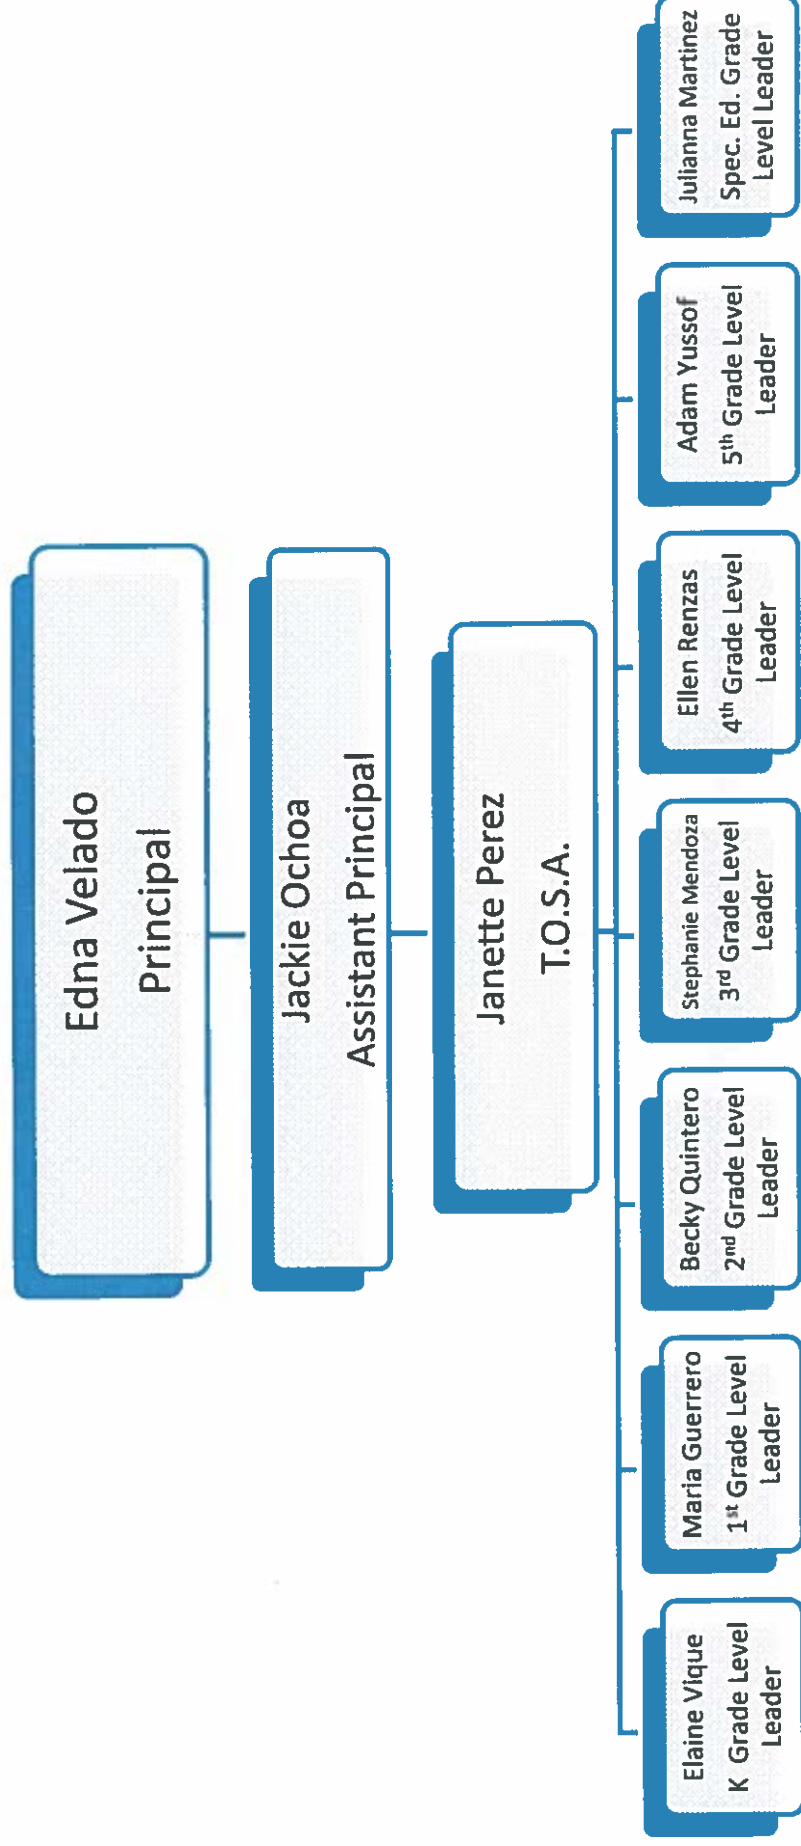 Edna Velado
Principal
Jackie Ochoa
Assistant Principal
Janette Perez
T.O.S.A.
Elaine Vique
K Grade Level
Leader
Maria Guerrero
1st Grade Level
Leader
Becky Quintero
2nd Grade Level
Leader
Stephanie Mendoza
3rd Grade Level
Leader
Ellen Renzas
4th Grade Level
Leader
Adam Yussof
5th Grade Level
Leader
Julianna Martinez
Spec. Ed. Grade
Level Leader